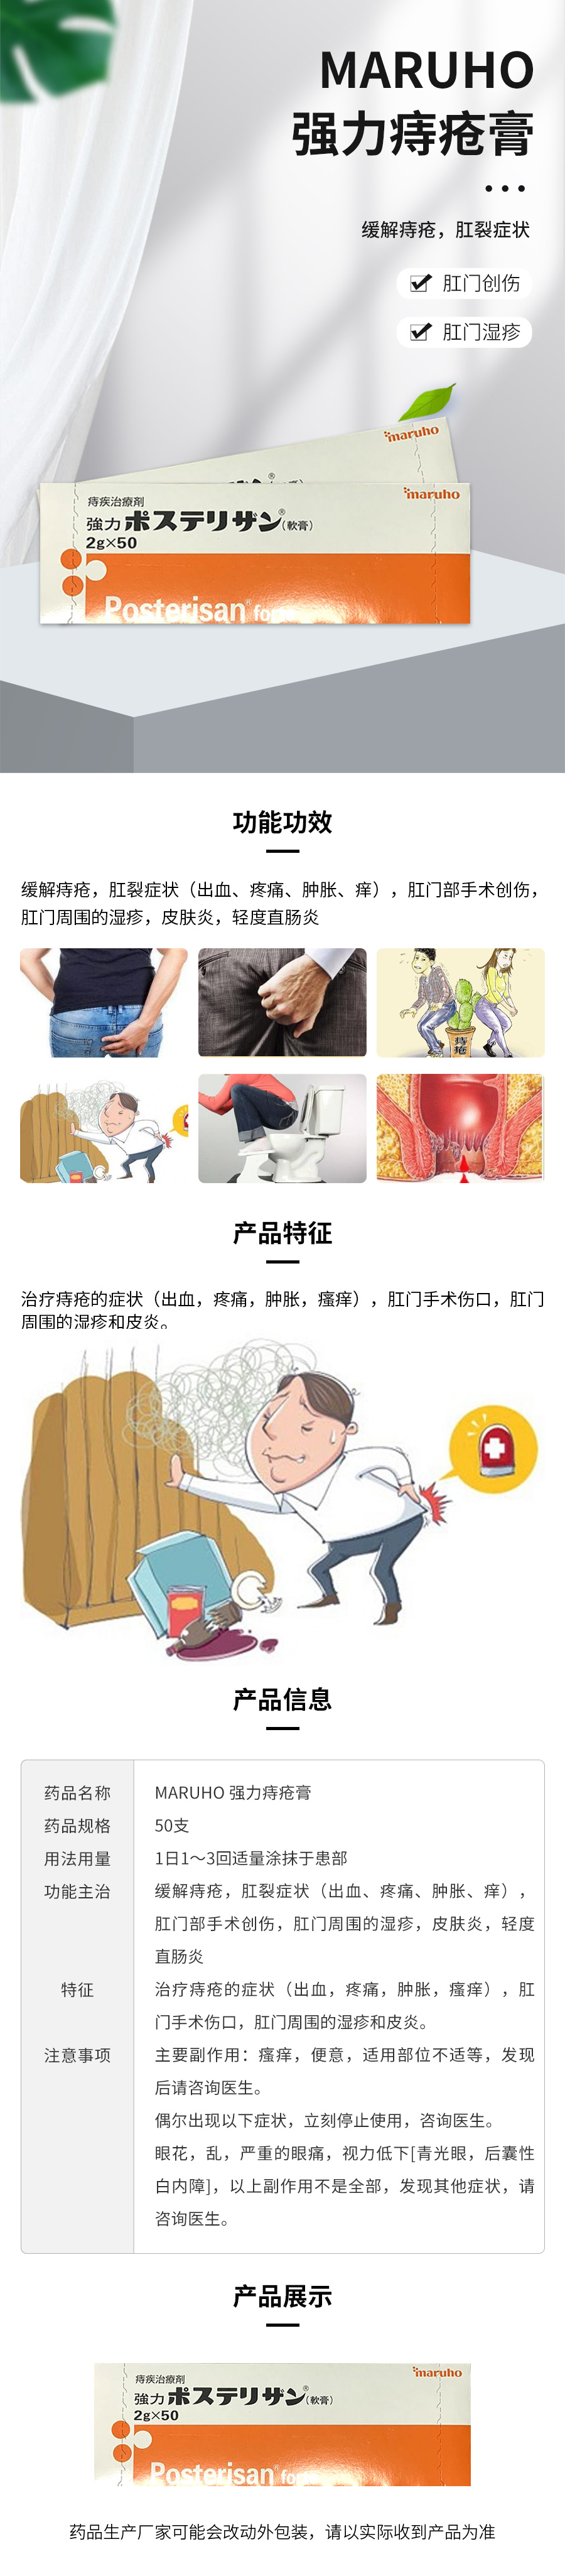 MARUHO
强力痔疮膏
缓解痔疮，肛裂症状
肛门创伤
肛门湿疹
maruho
maruho
痔疾治療剤
強力ポステリザン®(軟膏)
2g×50
Posterisan®
功能功效
缓解痔疮，肛裂症状（出血、疼痛、肿胀、痒），肛门部手术创伤，
肛门周围的湿疹，皮肤炎，轻度直肠炎
痔疮
产品特征
治疗痔疮的症状（出血，疼痛，肿胀，瘙痒），肛门手术伤口，肛门
周围的湿疹和皮炎。
产品信息
药品名称 MARUHO 强力痔疮膏
药品规格 50支
用法用量 1日1～3回适量涂抹于患部
功能主治 缓解痔疮，肛裂症状（出血、疼痛、肿胀、痒），
肛门部手术创伤，肛门周围的湿疹，皮肤炎，轻度
直肠炎
特征 治疗痔疮的症状（出血，疼痛，肿胀，瘙痒），肛
门手术伤口，肛门周围的湿疹和皮炎。
注意事项 主要副作用：瘙痒，便意，适用部位不适等，发现
后请咨询医生。
偶尔出现以下症状，立刻停止使用，咨询医生。
眼花，乱，严重的眼痛，视力低下[青光眼，后囊性
白内障]，以上副作用不是全部，发现其他症状，请
咨询医生。
产品展示
maruho
痔疾治療剤
強力ポステリザン®(軟膏)
2g×50
Posterisan®
药品生产厂家可能会改动外包装，请以实际收到产品为准